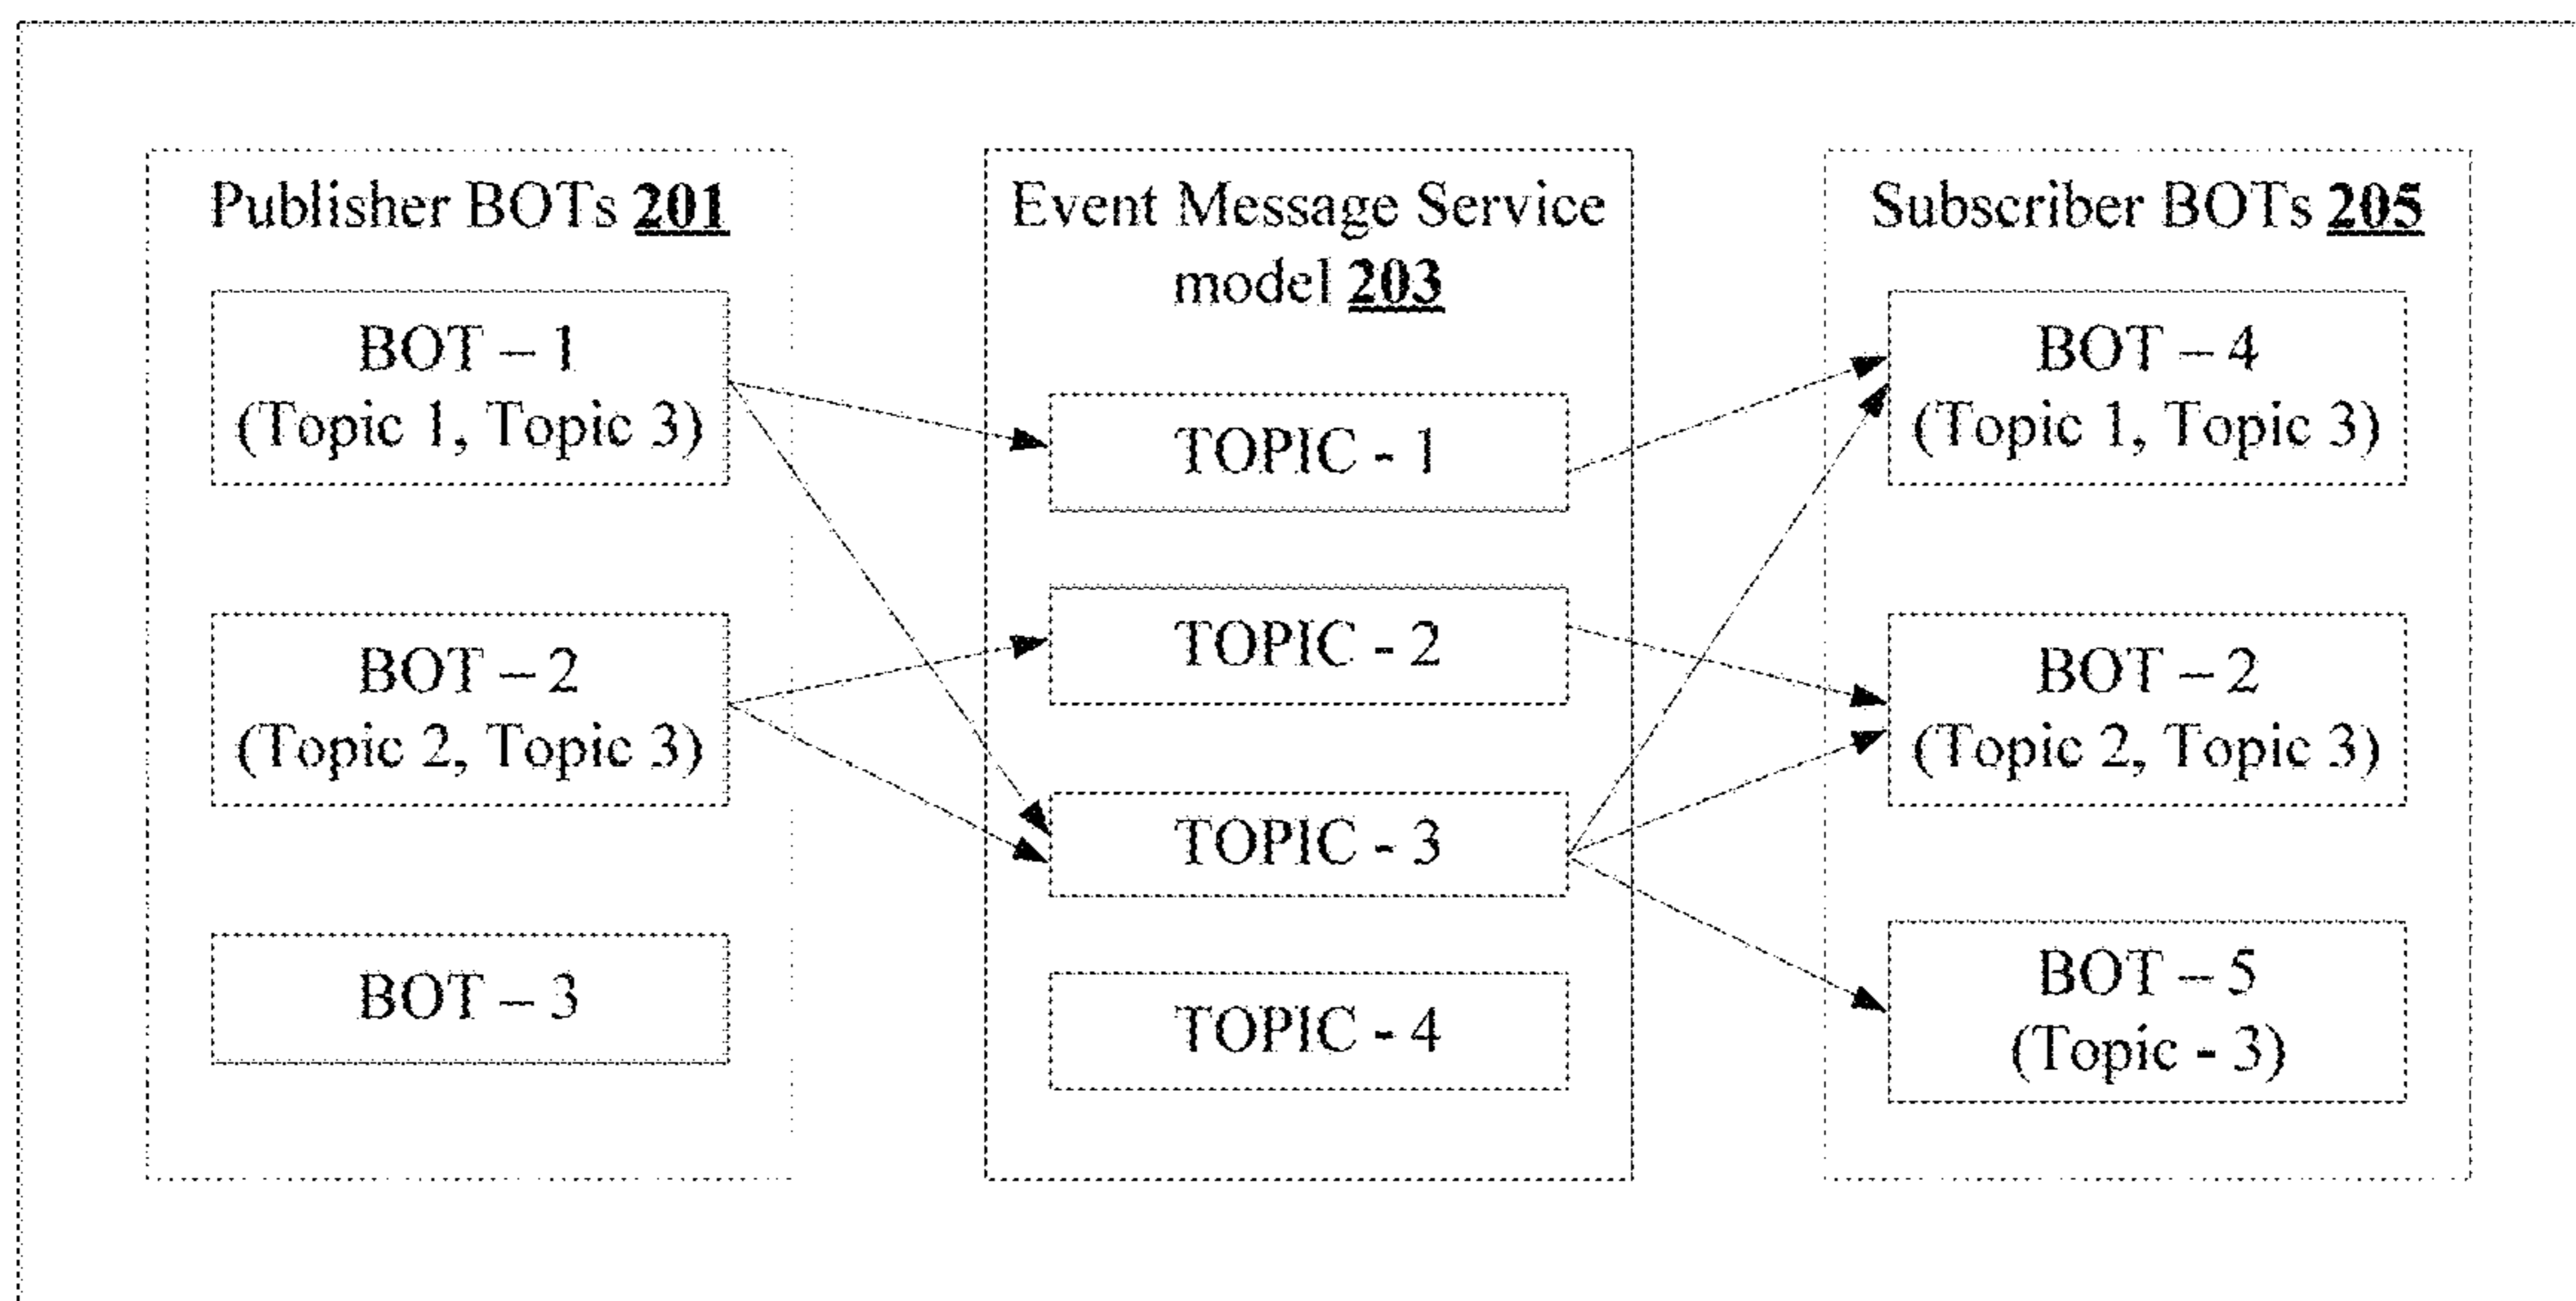 Publisher BOTs 201
BOT – 1
(Topic 1, Topic 3)
BOT – 2
(Topic 2, Topic 3)
BOT – 3
Event Message Service
model 203
TOPIC - 1
TOPIC - 2
TOPIC - 3
TOPIC - 4
Subscriber BOTs 205
BOT – 4
(Topic 1, Topic 3)
BOT – 2
(Topic 2, Topic 3)
BOT – 5
(Topic - 3)